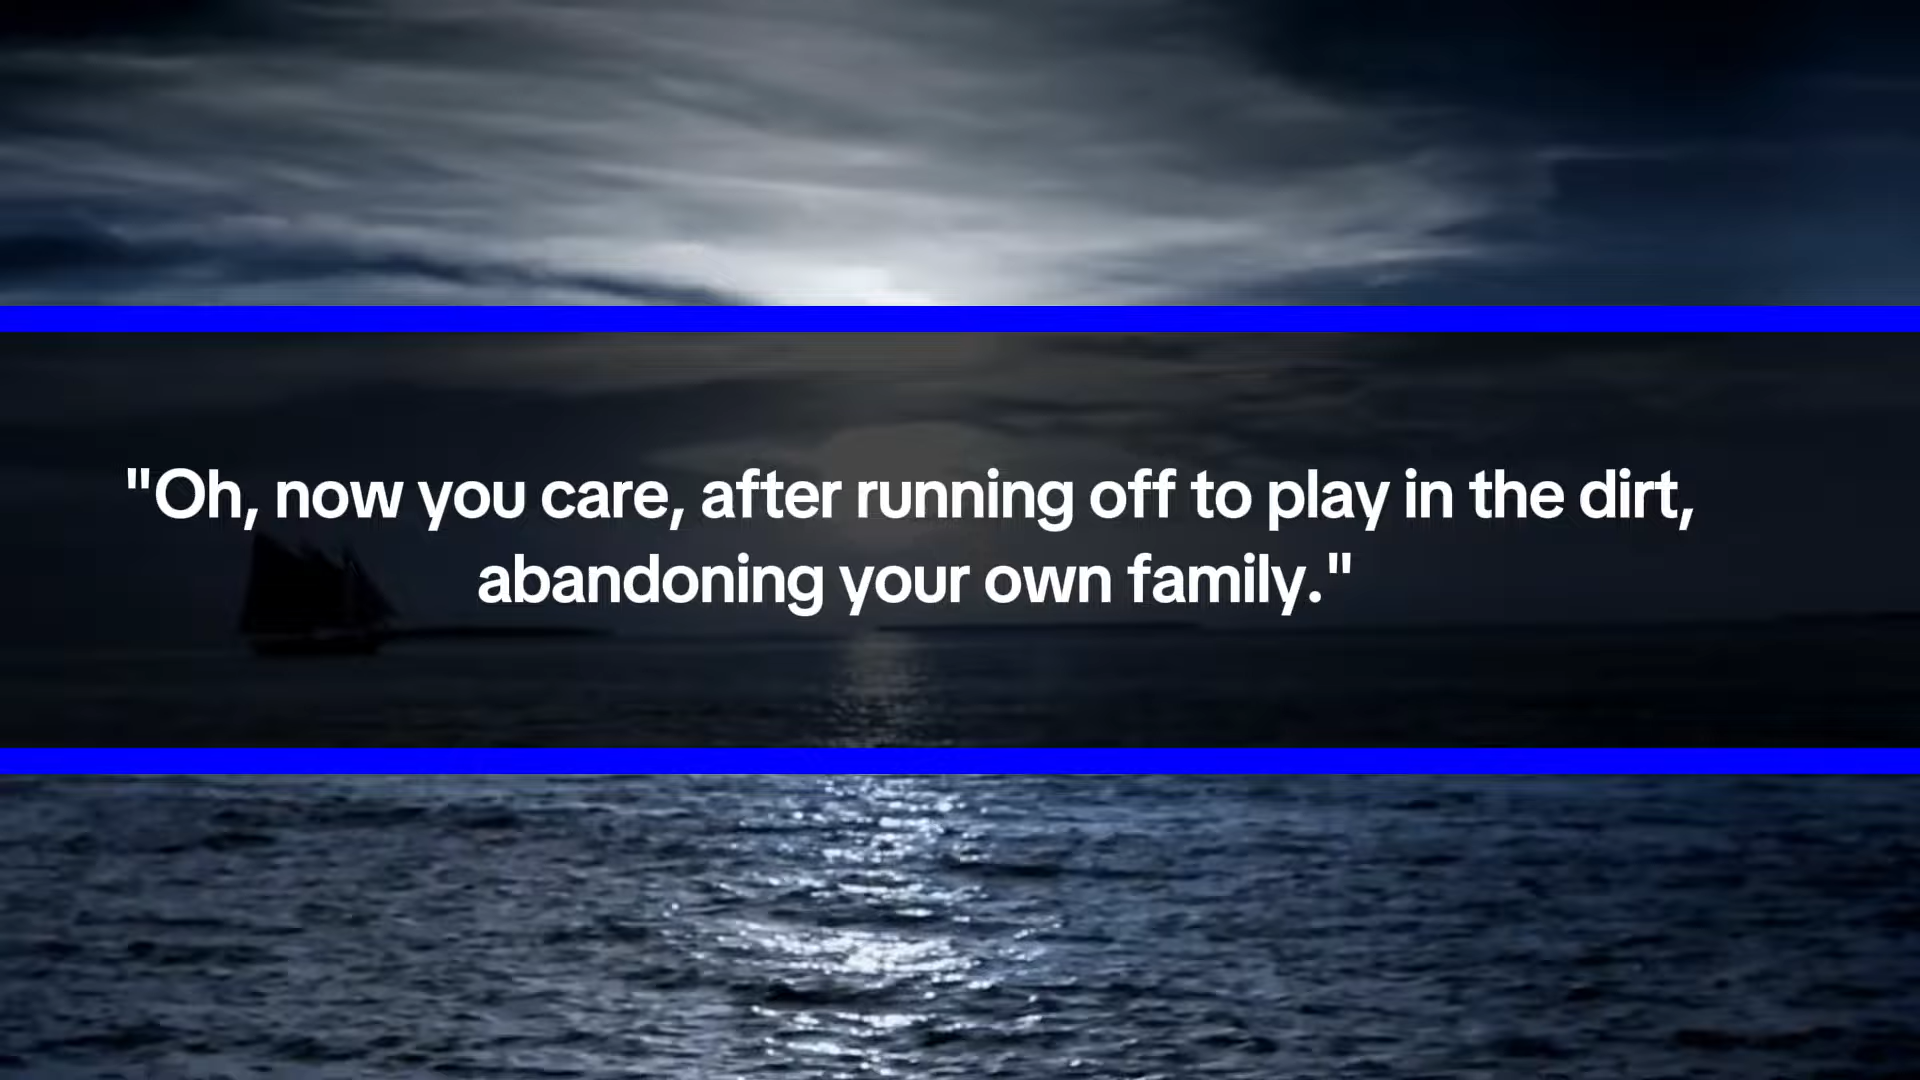 "Oh, now you care, after running off to play in the dirt,
abandoning your own family."